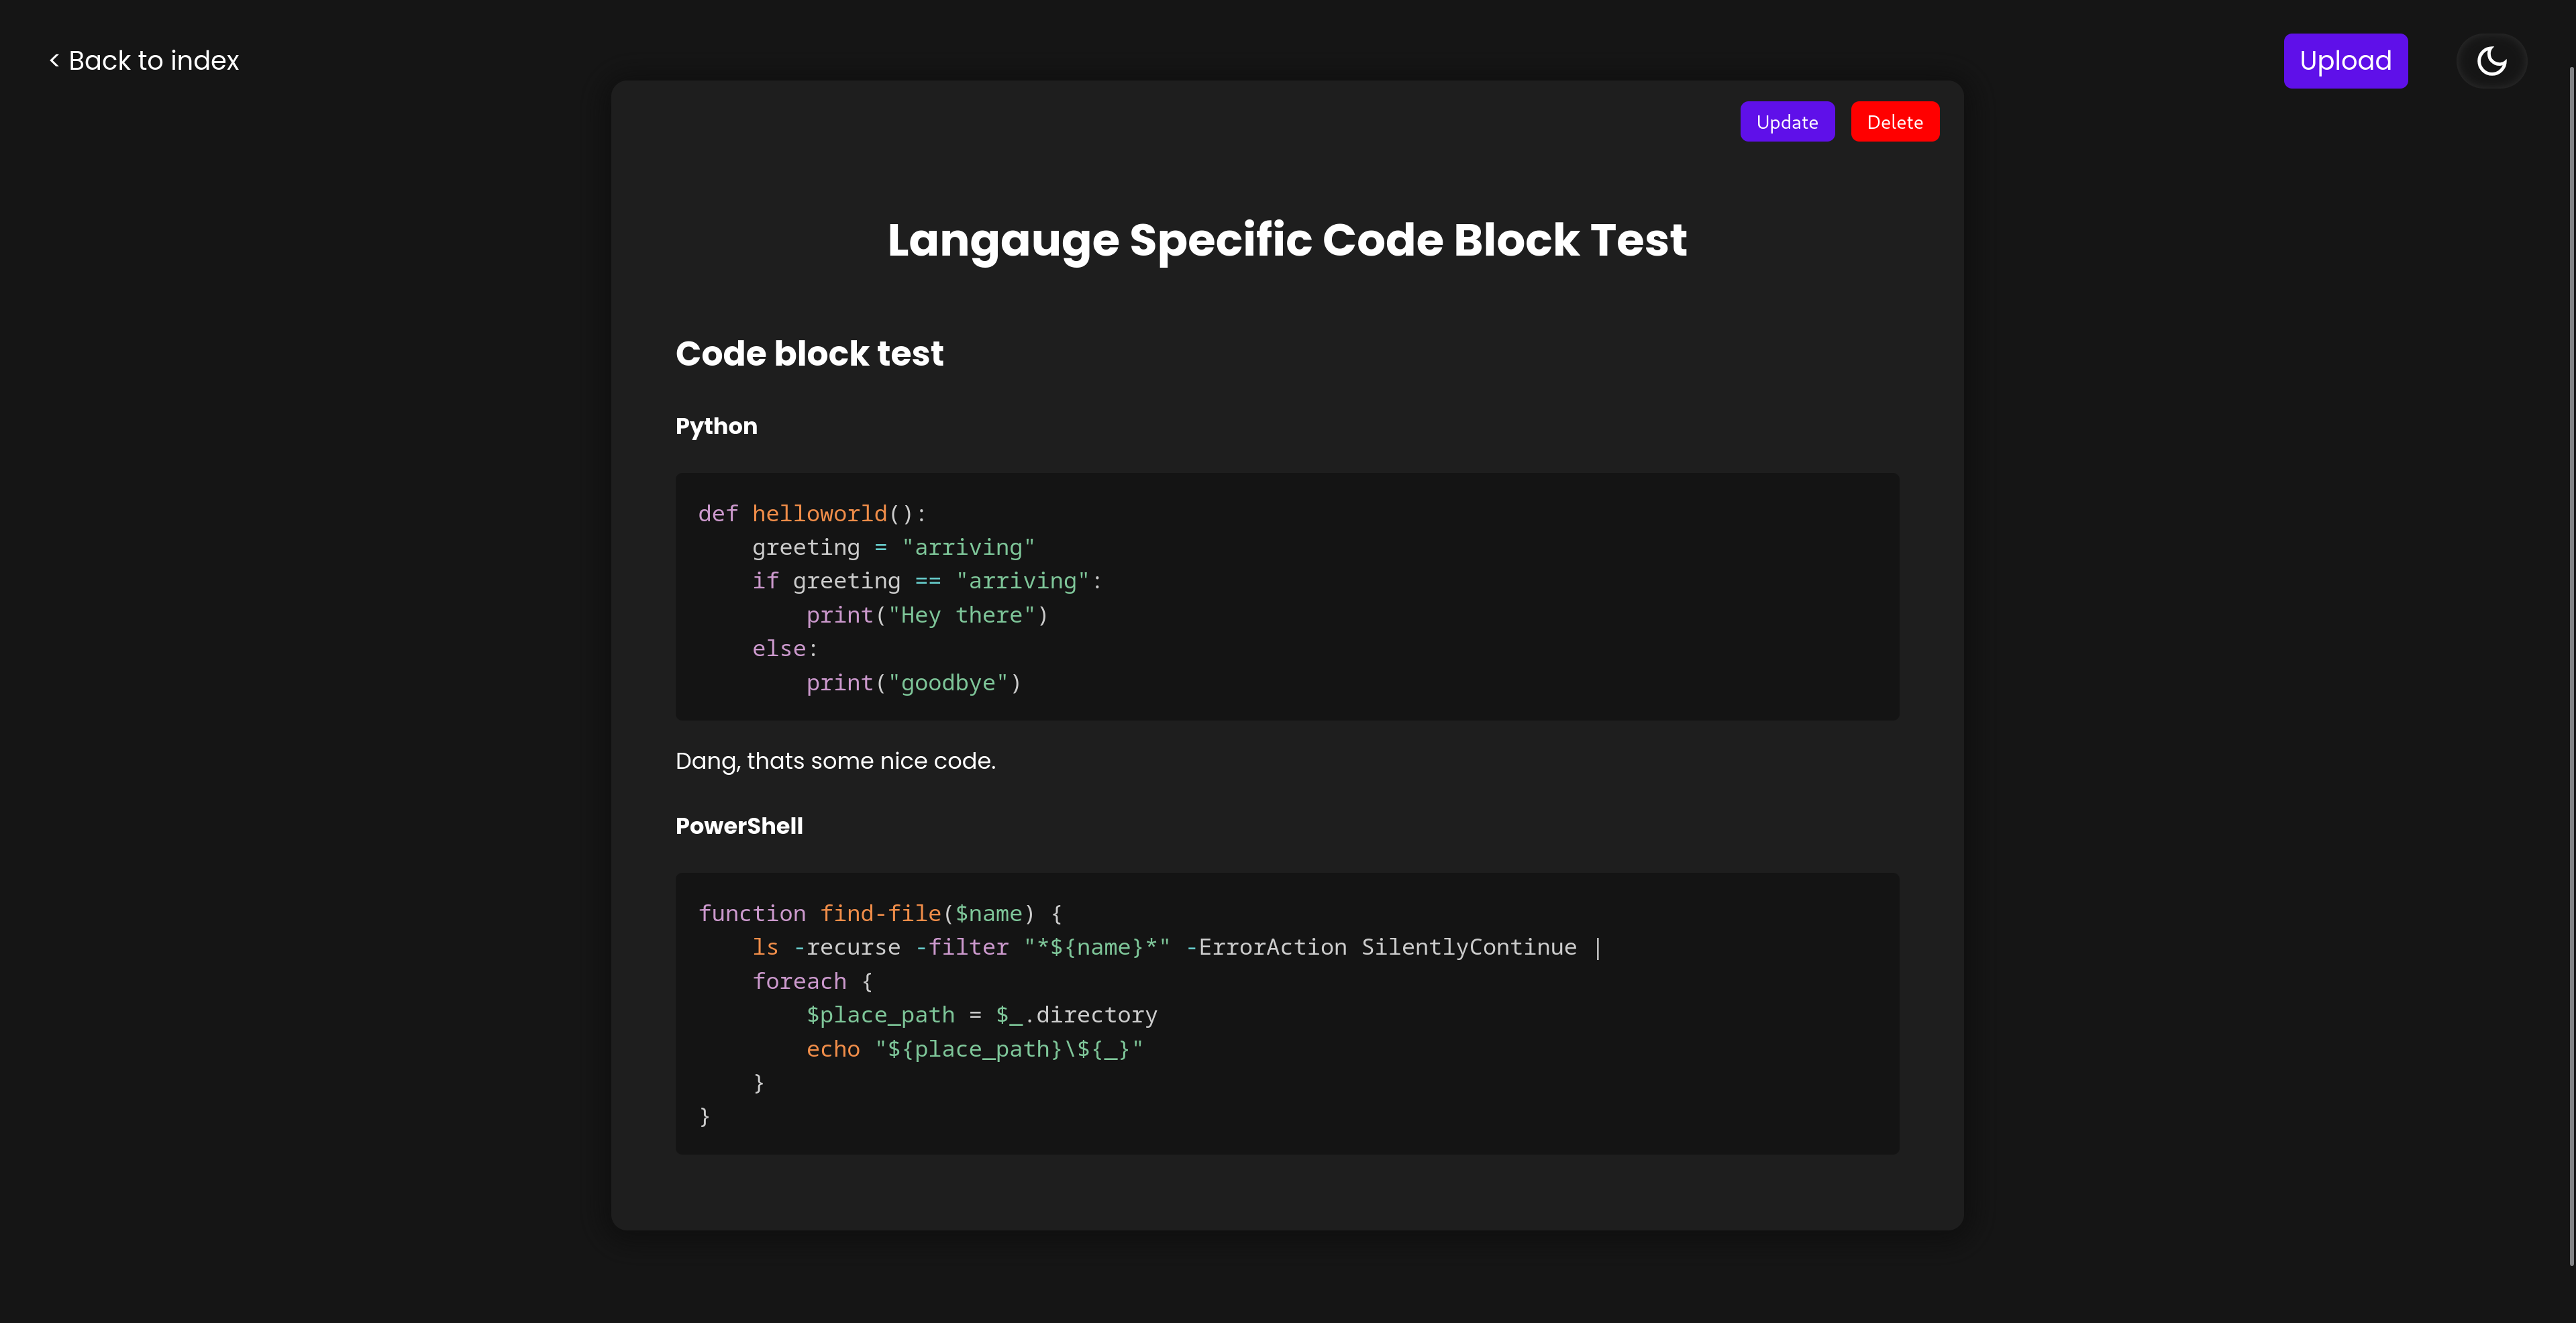 < Back to index
Upload
Update Delete
Langauge Specific Code Block Test
Code block test
Python
def helloworld():
    greeting = "arriving"
    if greeting == "arriving":
        print("Hey there")
    else:
        print("goodbye")
Dang, thats some nice code.
PowerShell
function find-file($name) {
    ls -recurse -filter "*${name}*" -ErrorAction SilentlyContinue |
    foreach {
        $place_path = $_.directory
        echo "${place_path}\${_}"
    }
}